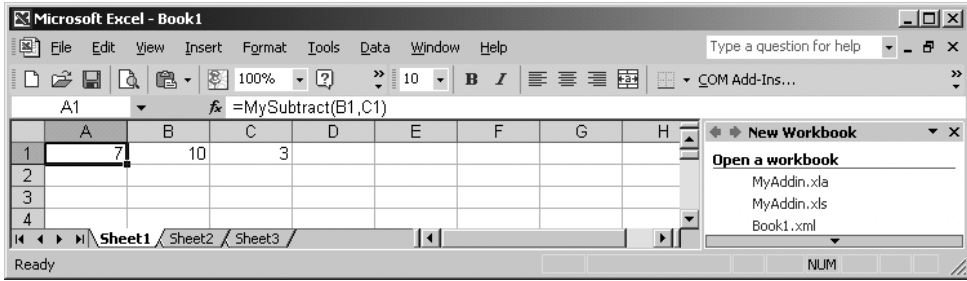 Microsoft Excel - Book1
File Edit View Insert Format Tools Data Window Help Type a question for help
100% 10 B I COM Add-Ins...
A1 fx =MySubtract(B1,C1)
A B C D E F G H New Workbook
1 7 10 3 Open a workbook
2 MyAddin.xla
3 MyAddin.xls
4 Book1.xml
Sheet1 Sheet2 Sheet3
Ready NUM